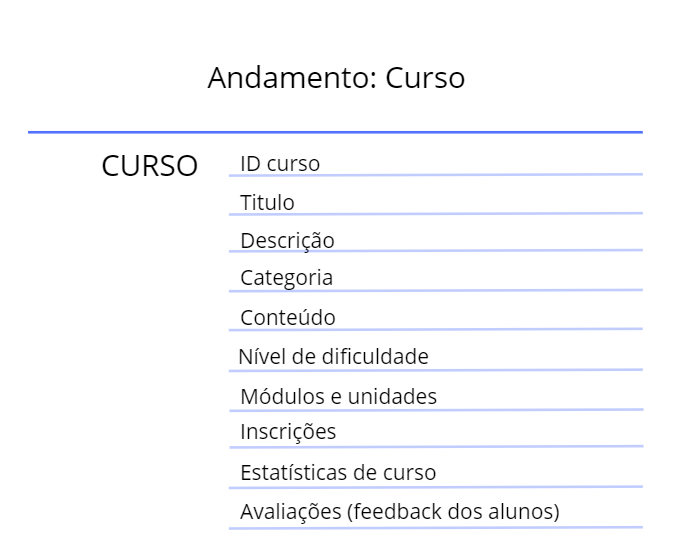 Andamento: Curso
CURSO
ID curso
Titulo
Descrição
Categoria
Conteúdo
Nível de dificuldade
Módulos e unidades
Inscrições
Estatísticas de curso
Avaliações (feedback dos alunos)